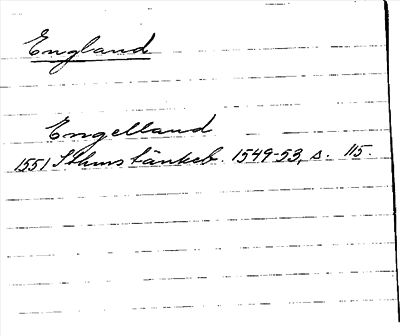 England
Engelland
1551 Sthms tänkeb. 1549-53, s. 115.